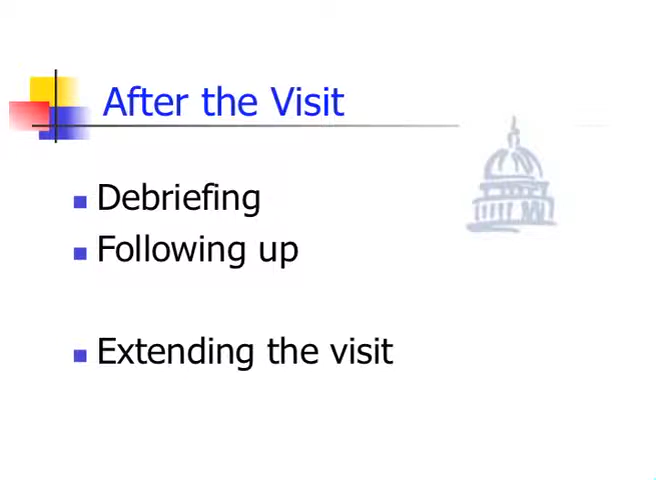 After the Visit
Debriefing
Following up
Extending the visit